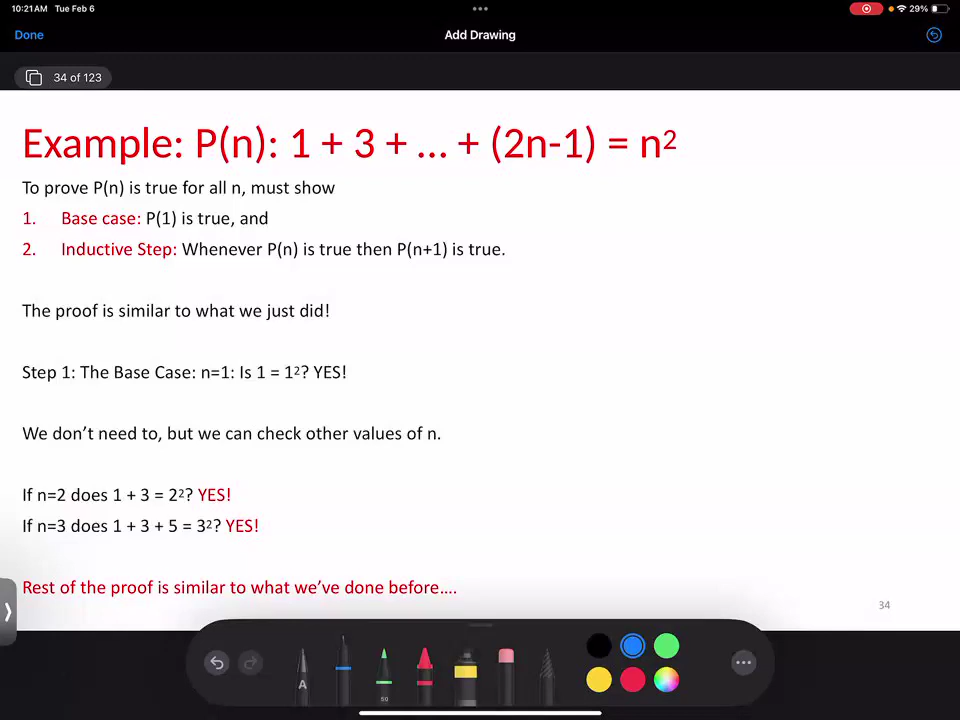 10:21AM Tue Feb 6
29%
Done
Add Drawing
34 of 123
Example: P(n): 1 + 3 + … + (2n-1) = n²
To prove P(n) is true for all n, must show
1. Base case: P(1) is true, and
2. Inductive Step: Whenever P(n) is true then P(n+1) is true.
The proof is similar to what we just did!
Step 1: The Base Case: n=1: Is 1 = 1²? YES!
We don’t need to, but we can check other values of n.
If n=2 does 1 + 3 = 2²? YES!
If n=3 does 1 + 3 + 5 = 3²? YES!
Rest of the proof is similar to what we’ve done before….
34
A
50